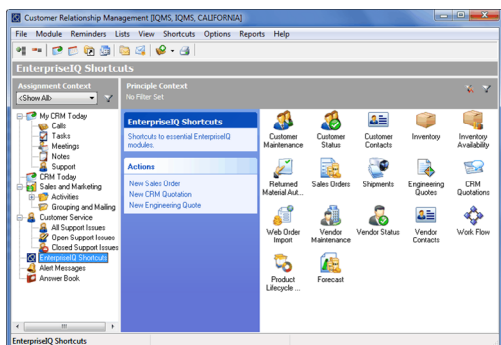 Customer Relationship Management [IQMS, IQMS, CALIFORNIA]
File Module Reminders Lists View Shortcuts Options Reports Help
EnterpriseIQ Shortcuts
Assignment Context
<Show All>
Principle Context
No Filter Set
My CRM Today
Calls
Tasks
Meetings
Notes
Support
CRM Today
Sales and Marketing
Activities
Grouping and Mailing
Customer Service
All Support Issues
Open Support Issues
Closed Support Issues
EnterpriseIQ Shortcuts
Alert Messages
Answer Book
EnterpriseIQ Shortcuts
Shortcuts to essential EnterpriseIQ
modules.
Actions
New Sales Order
New CRM Quotation
New Engineering Quote
Customer
Maintenance
Customer
Status
Customer
Contacts
Inventory
Inventory
Availability
Returned
Material Aut...
Sales Orders
Shipments
Engineering
Quotes
CRM
Quotations
Web Order
Import
Vendor
Maintenance
Vendor Status
Vendor
Contacts
Work Flow
Product
Lifecycle ...
Forecast
EnterpriseIQ Shortcuts